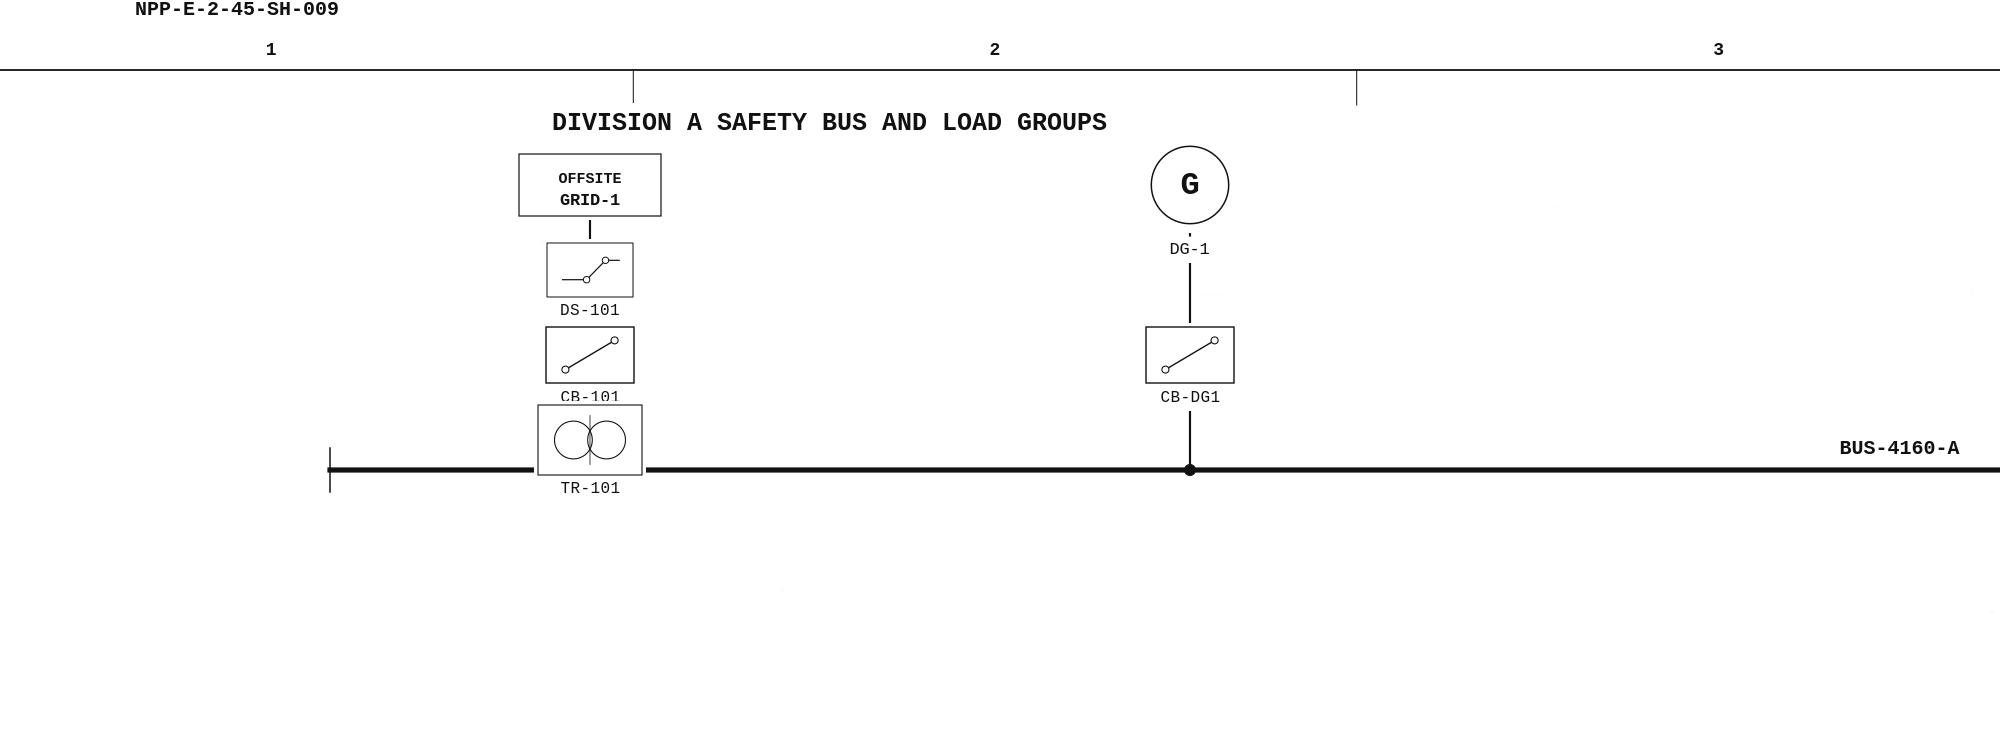 NPP-E-2-45-SH-009
1 2 3
DIVISION A SAFETY BUS AND LOAD GROUPS
OFFSITE
GRID-1
G
DG-1
DS-101
CB-101
CB-DG1
BUS-4160-A
TR-101